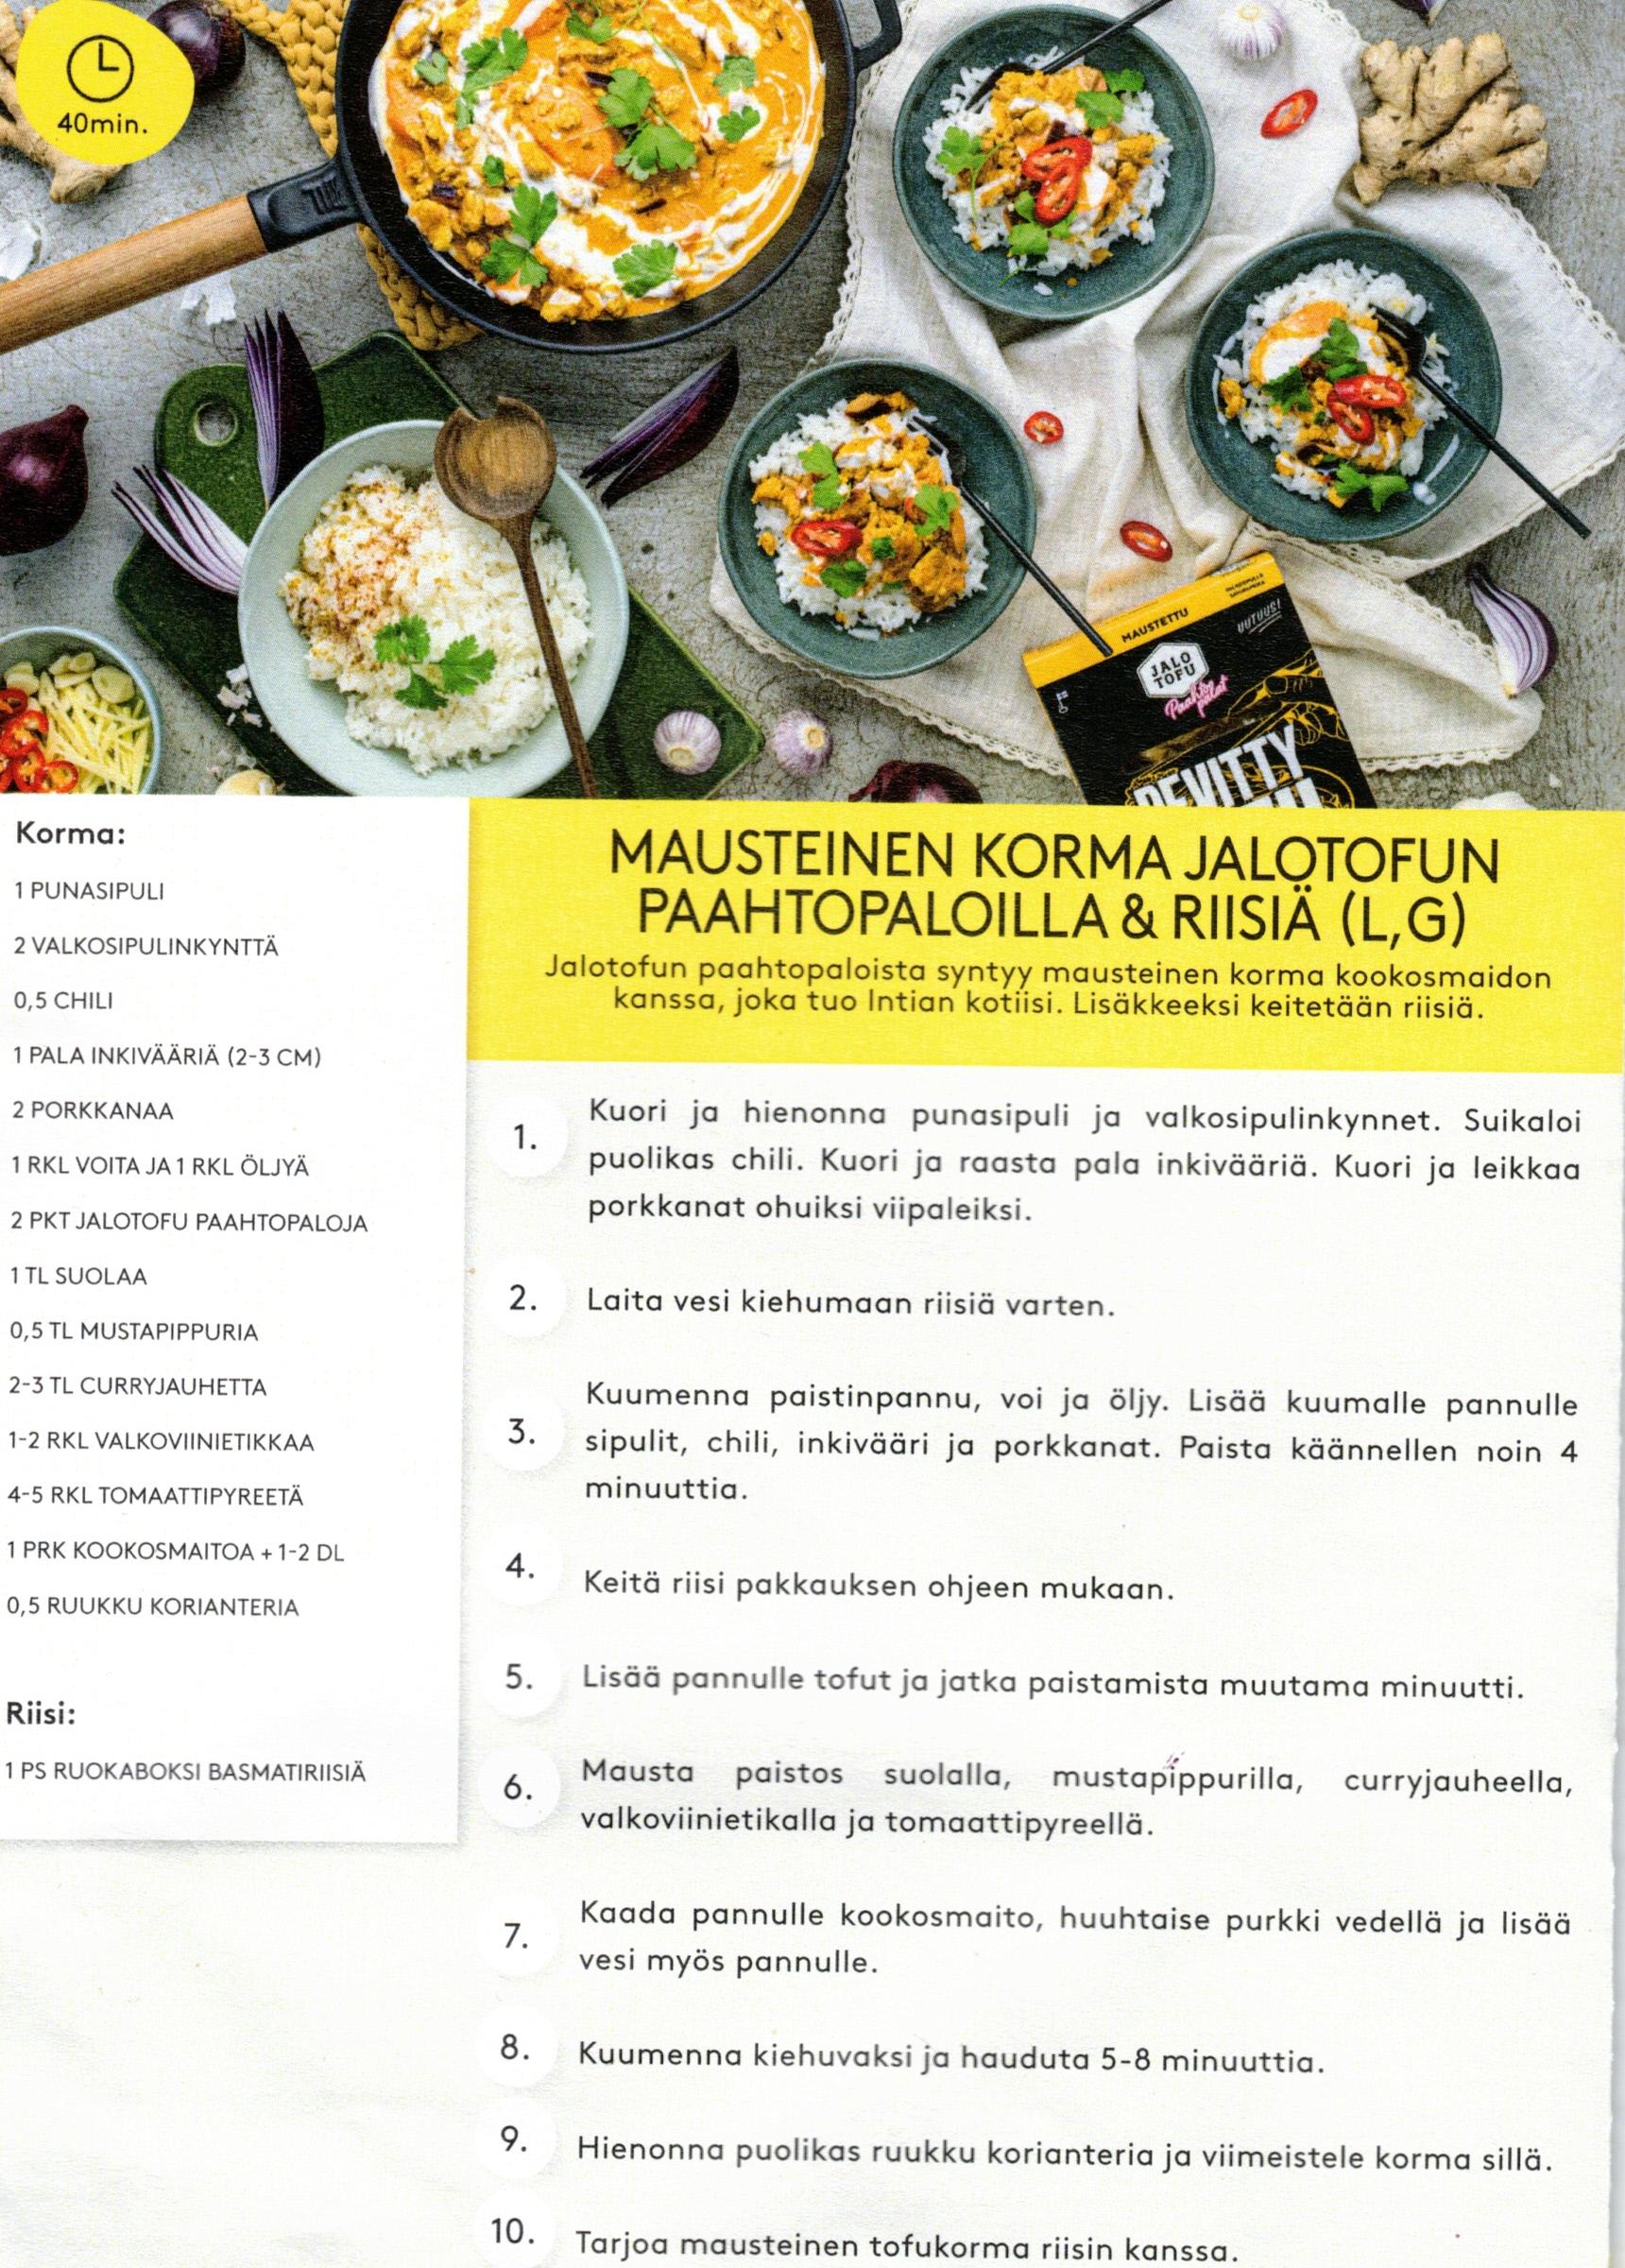 40min.
MAUSTETTU
UUTUUS!
JALO
TOFU
Paahto
palat
Korma:
1 PUNASIPULI
2 VALKOSIPULINKYNTTÄ
0,5 CHILI
1 PALA INKIVÄÄRIÄ (2-3 CM)
2 PORKKANAA
1 RKL VOITA JA 1 RKL ÖLJYÄ
2 PKT JALOTOFU PAAHTOPALOJA
1 TL SUOLAA
0,5 TL MUSTAPIPPURIA
2-3 TL CURRYJAUHETTA
1-2 RKL VALKOVIINIETIKKAA
4-5 RKL TOMAATTIPYREETÄ
1 PRK KOOKOSMAITOA + 1-2 DL
0,5 RUUKKU KORIANTERIA
Riisi:
1 PS RUOKABOKSI BASMATIRIISIÄ
MAUSTEINEN KORMA JALOTOFUN
PAAHTOPALOILLA & RIISIÄ (L,G)
Jalotofun paahtopaloista syntyy mausteinen korma kookosmaidon
kanssa, joka tuo Intian kotiisi. Lisäkkeeksi keitetään riisiä.
1. Kuori ja hienonna punasipuli ja valkosipulinkynnet. Suikaloi
puolikas chili. Kuori ja raasta pala inkivääriä. Kuori ja leikkaa
porkkanat ohuiksi viipaleiksi.
2. Laita vesi kiehumaan riisiä varten.
3. Kuumenna paistinpannu, voi ja öljy. Lisää kuumalle pannulle
sipulit, chili, inkivääri ja porkkanat. Paista käännellen noin 4
minuuttia.
4. Keitä riisi pakkauksen ohjeen mukaan.
5. Lisää pannulle tofut ja jatka paistamista muutama minuutti.
6. Mausta paistos suolalla, mustapippurilla, curryjauheella,
valkoviinietikalla ja tomaattipyreellä.
7. Kaada pannulle kookosmaito, huuhtaise purkki vedellä ja lisää
vesi myös pannulle.
8. Kuumenna kiehuvaksi ja hauduta 5-8 minuuttia.
9. Hienonna puolikas ruukku korianteria ja viimeistele korma sillä.
10. Tarjoa mausteinen tofukorma riisin kanssa.